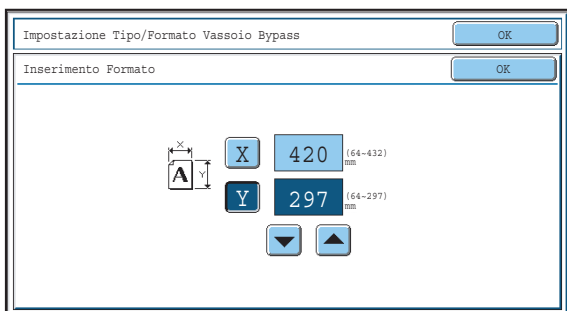 Impostazione Tipo/Formato Vassoio Bypass OK
Inserimento Formato OK
X
A Y
X 420 (64~432) mm
Y 297 (64~297) mm